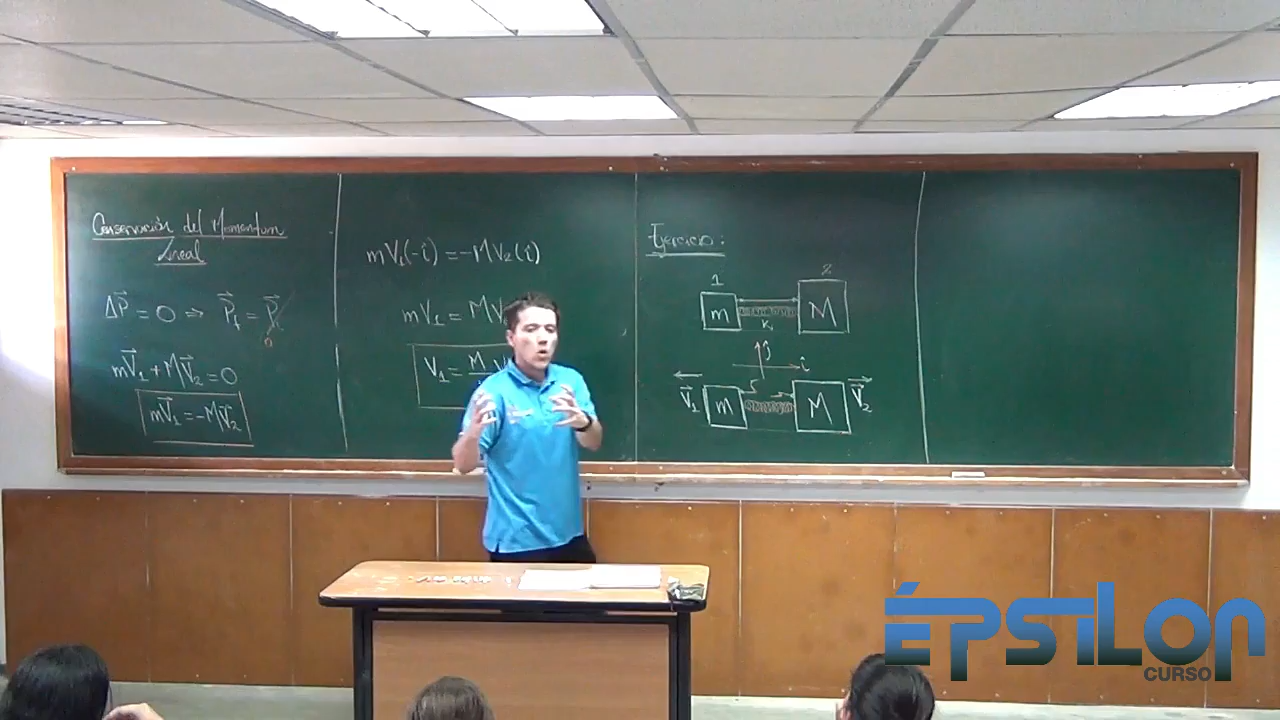 Conservación del Momentum
Lineal
ΔP⃗ = 0 ⇒ P⃗f = P⃗
0
mV⃗₁ + MV⃗₂ = 0
mV⃗₁ = -MV⃗₂
mV₁(-i) = -MV₂(i)
mV₁ = MV
V₁ = M
Ejercicio:
1 2
m M
K
j
i
V⃗₁ m M V⃗₂
ÉPSILON
CURSO